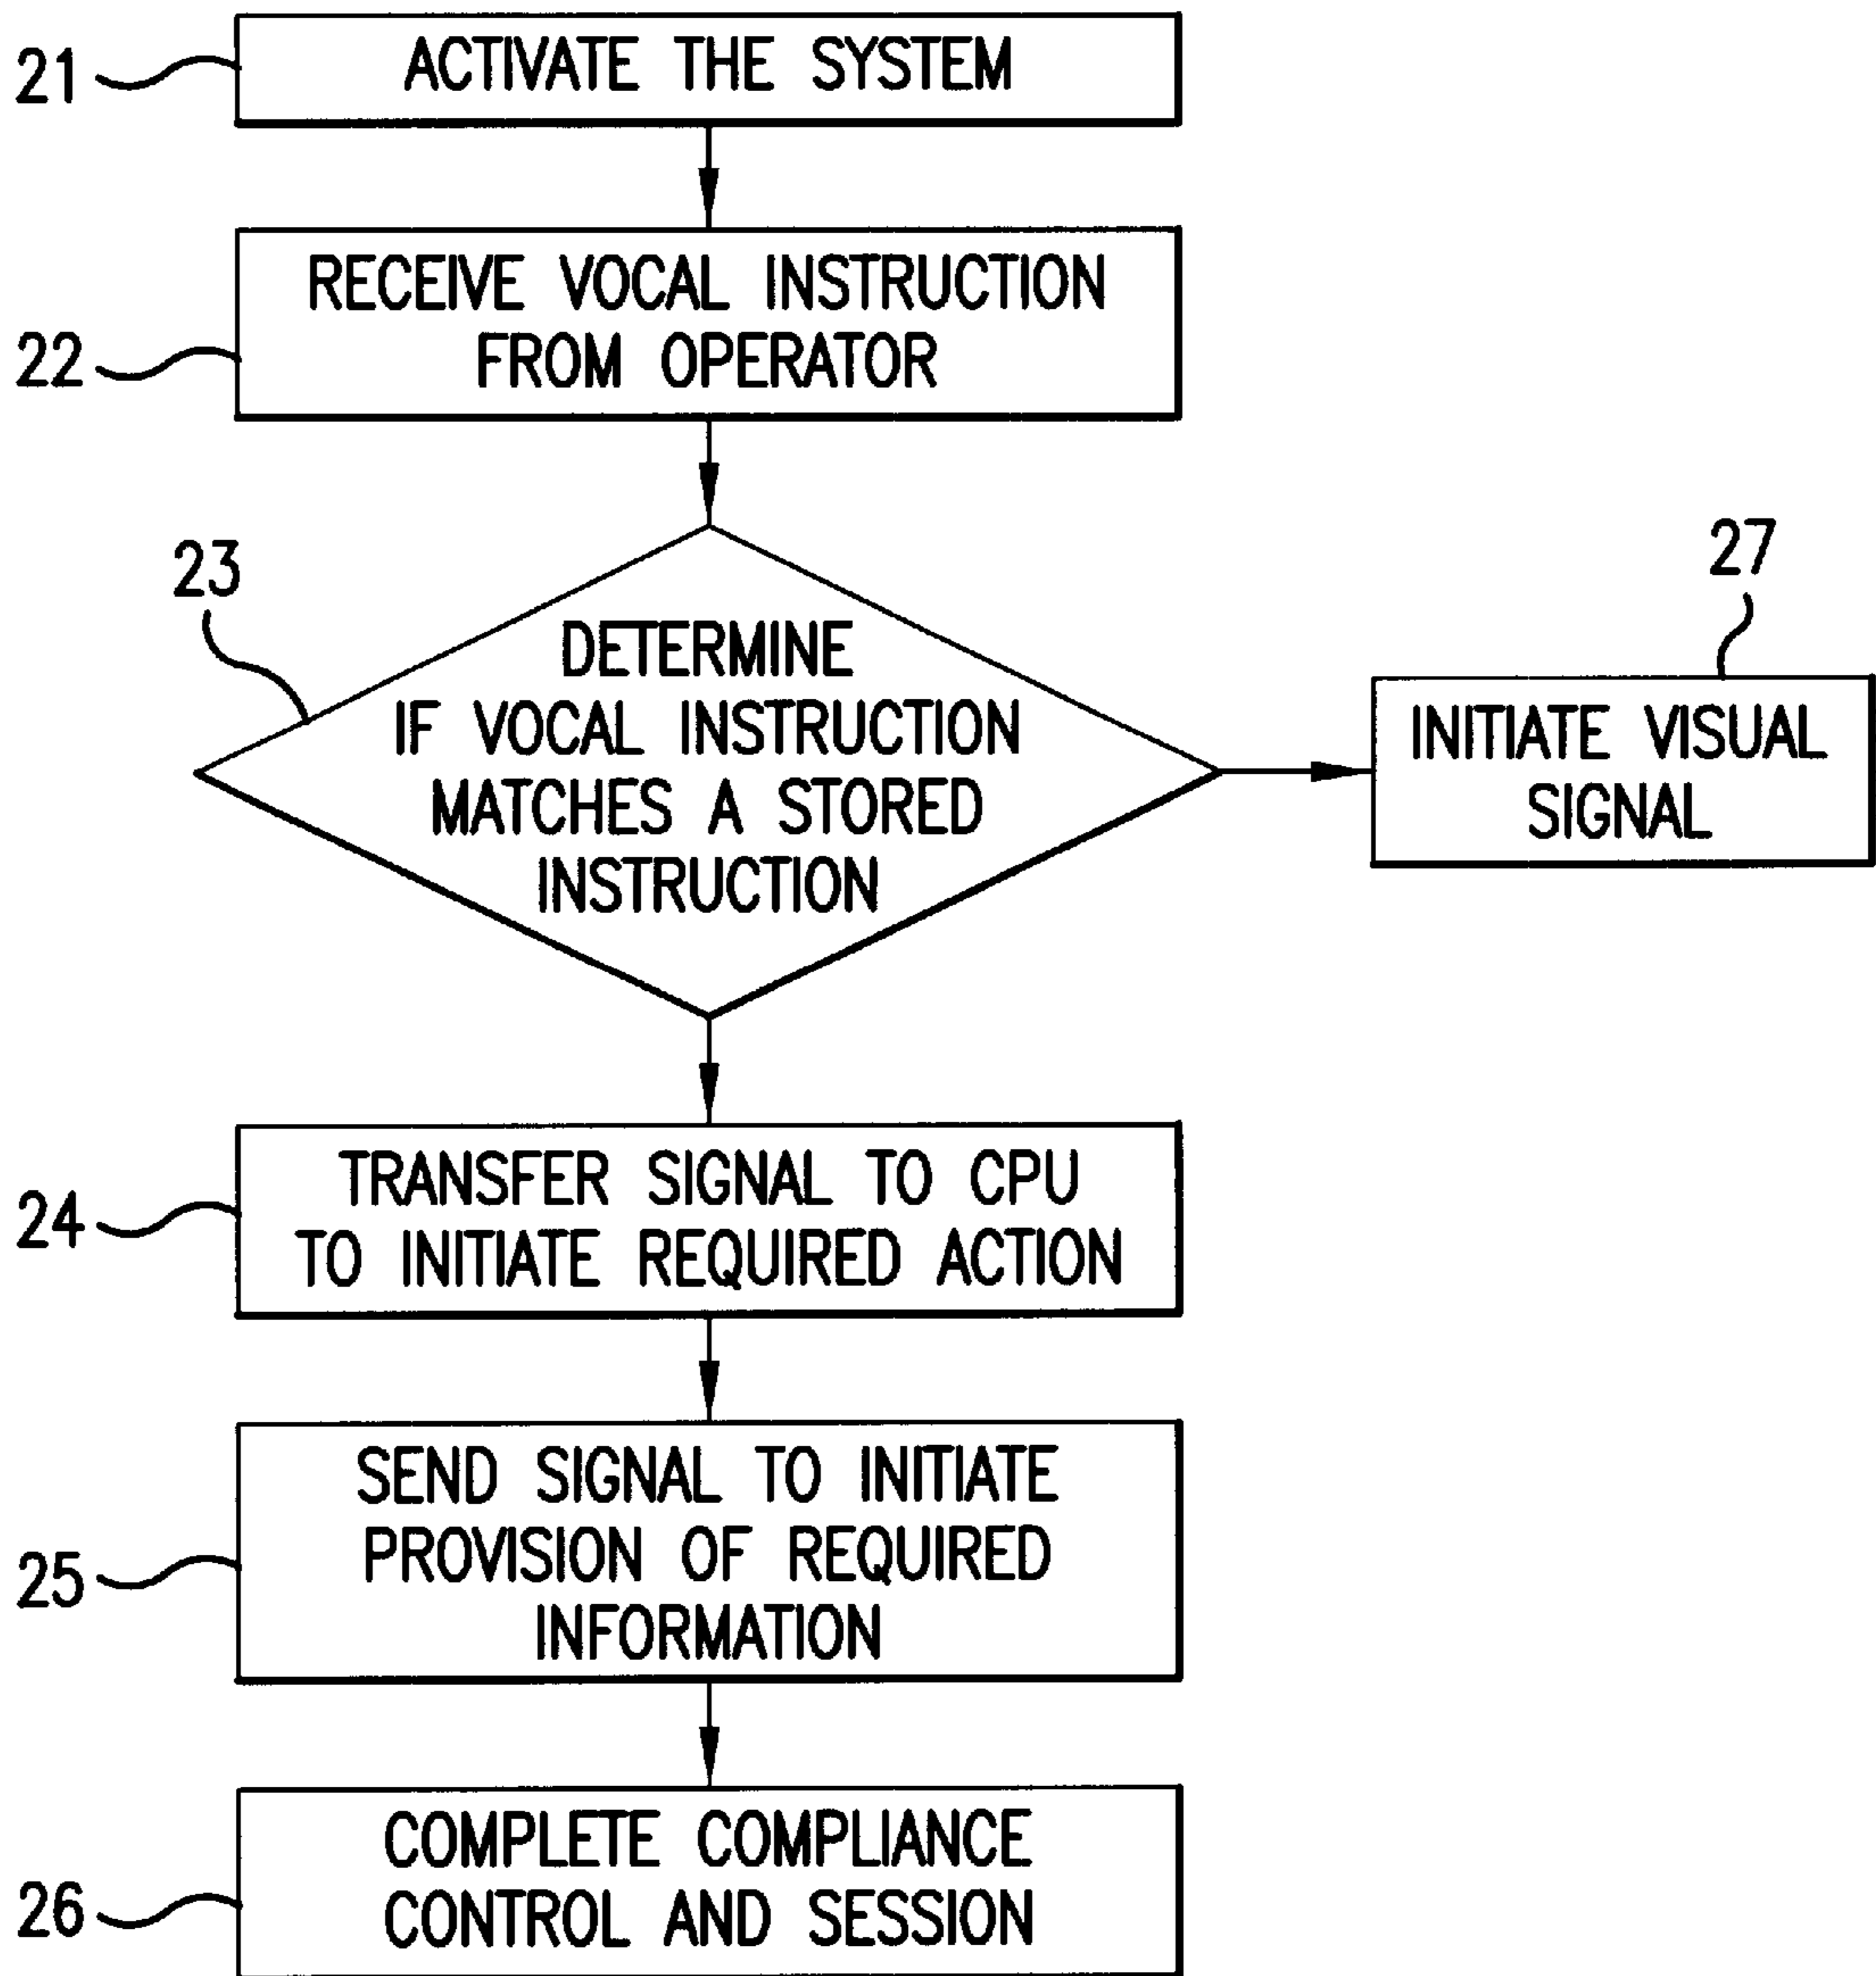 21
ACTIVATE THE SYSTEM
22
RECEIVE VOCAL INSTRUCTION
FROM OPERATOR
23
DETERMINE
IF VOCAL INSTRUCTION
MATCHES A STORED
INSTRUCTION
27
INITIATE VISUAL
SIGNAL
24
TRANSFER SIGNAL TO CPU
TO INITIATE REQUIRED ACTION
25
SEND SIGNAL TO INITIATE
PROVISION OF REQUIRED
INFORMATION
26
COMPLETE COMPLIANCE
CONTROL AND SESSION